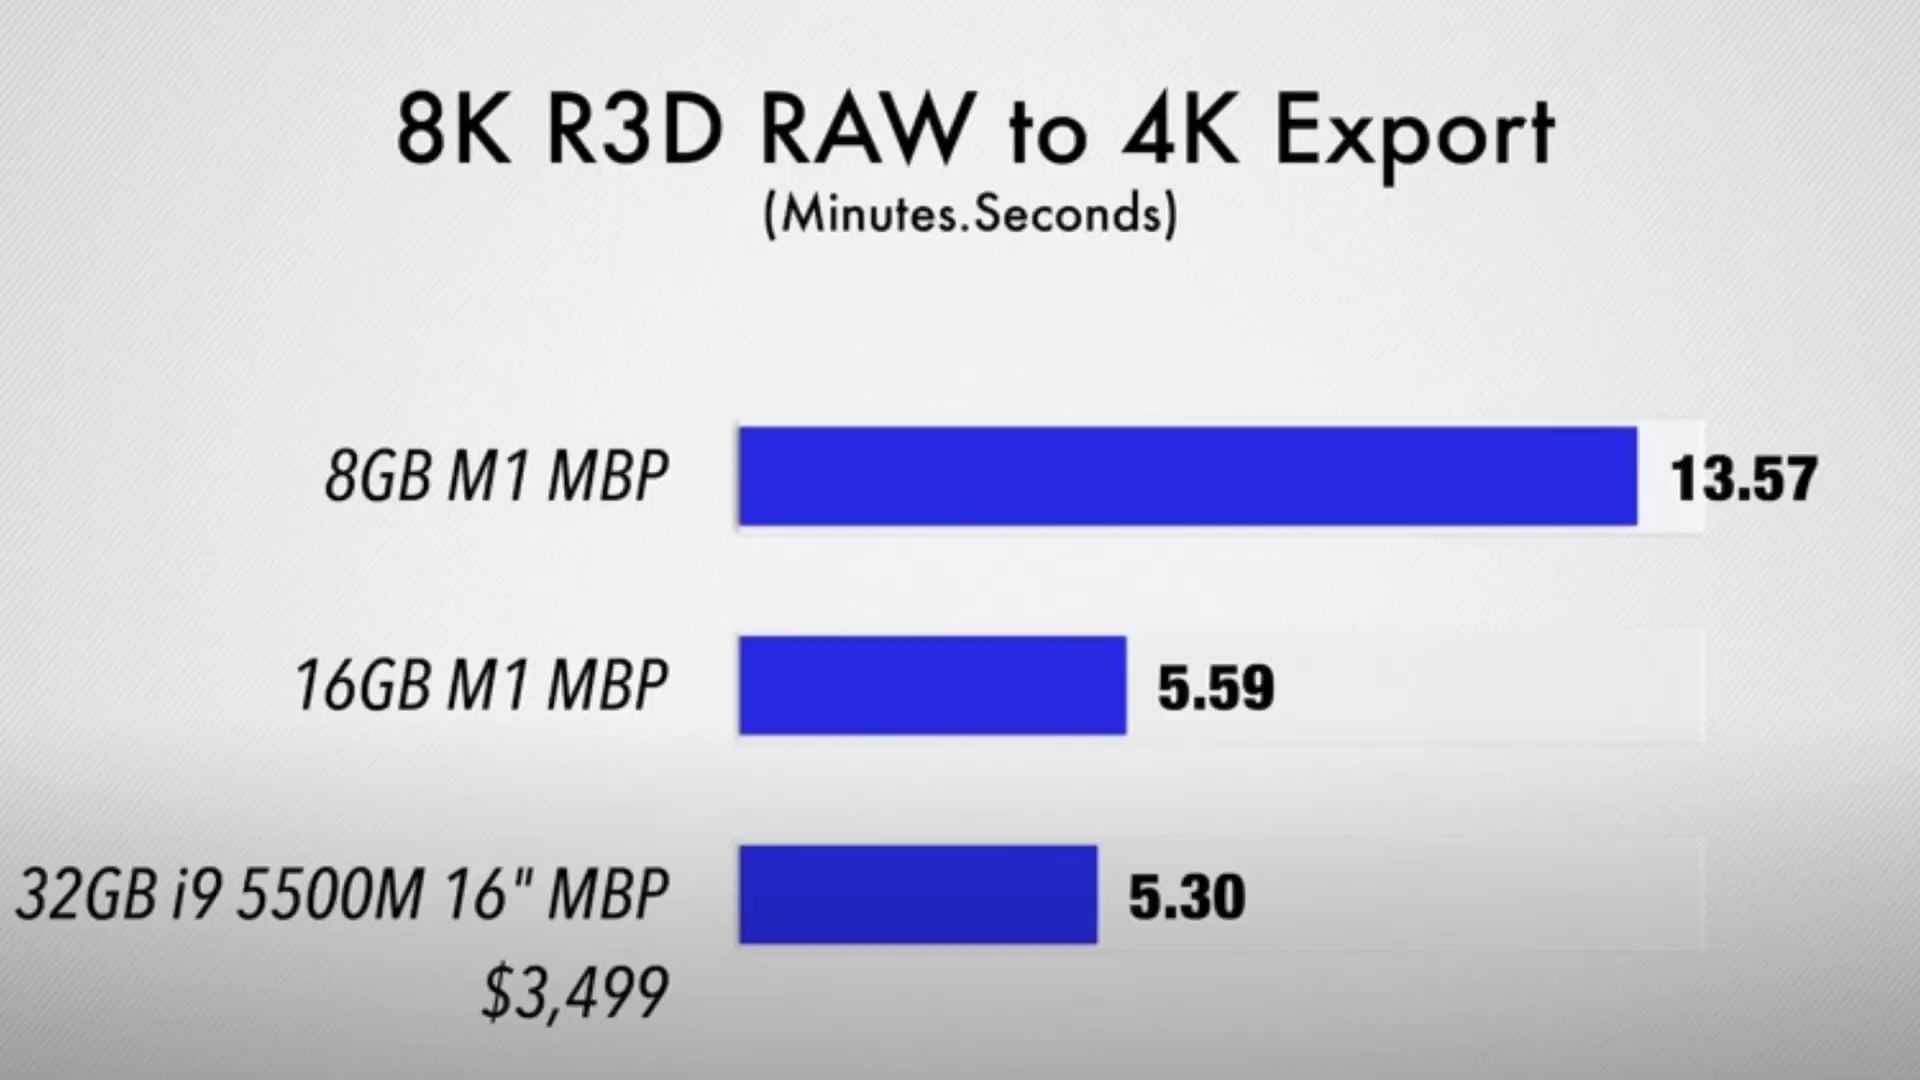 8K R3D RAW to 4K Export
(Minutes.Seconds)
8GB M1 MBP 13.57
16GB M1 MBP 5.59
32GB i9 5500M 16" MBP 5.30
$3,499